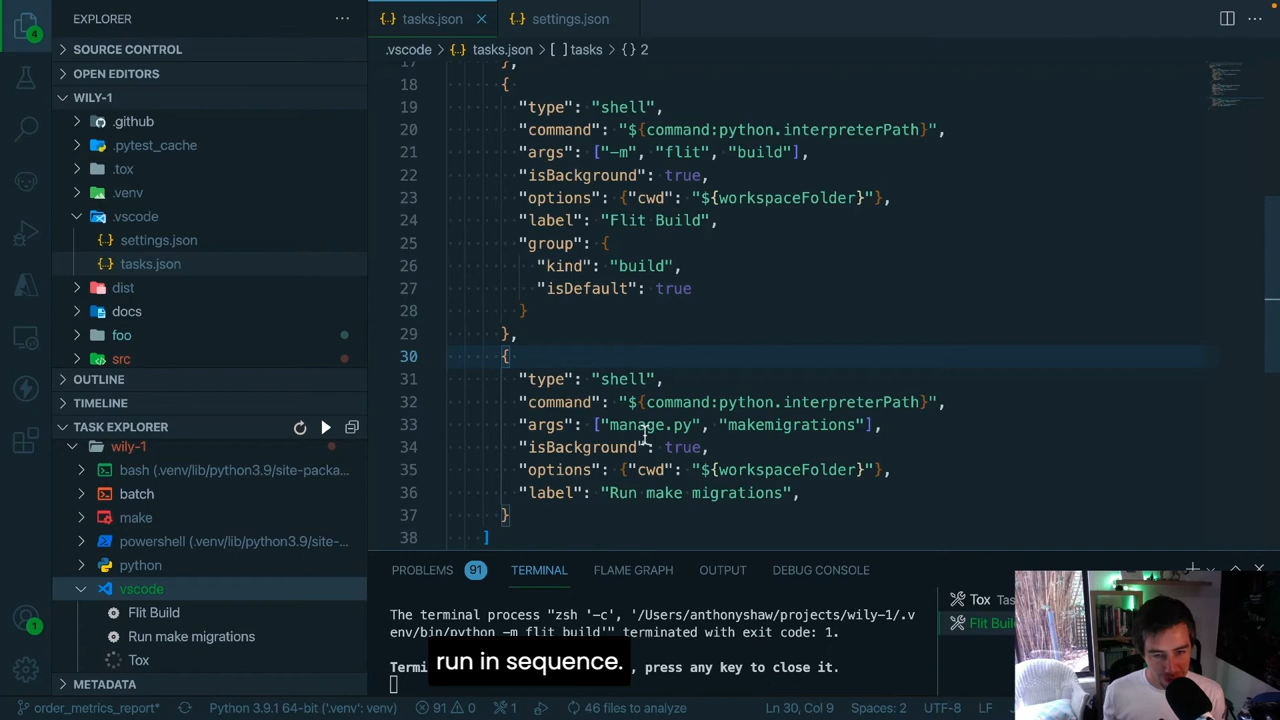 4
EXPLORER
tasks.json
settings.json
SOURCE CONTROL
OPEN EDITORS
WILY-1
.github
.pytest_cache
.tox
.venv
.vscode
settings.json
tasks.json
dist
docs
foo
src
OUTLINE
TIMELINE
TASK EXPLORER
wily-1
bash (.venv/lib/python3.9/site-packa...
batch
make
powershell (.venv/lib/python3.9/site-...
python
vscode
Flit Build
Run make migrations
Tox
METADATA
1
.vscode > tasks.json > [ ] tasks > {} 2
17 },
18 {
19 "type": "shell",
20 "command": "${command:python.interpreterPath}",
21 "args": ["-m", "flit", "build"],
22 "isBackground": true,
23 "options": {"cwd": "${workspaceFolder}"},
24 "label": "Flit Build",
25 "group": {
26 "kind": "build",
27 "isDefault": true
28 }
29 },
30 {
31 "type": "shell",
32 "command": "${command:python.interpreterPath}",
33 "args": ["manage.py", "makemigrations"],
34 "isBackground": true,
35 "options": {"cwd": "${workspaceFolder}"},
36 "label": "Run make migrations",
37 }
38 ]
PROBLEMS 91 TERMINAL FLAME GRAPH OUTPUT DEBUG CONSOLE
The terminal process "zsh '-c', '/Users/anthonyshaw/projects/wily-1/.v
env/bin/python -m flit build'" terminated with exit code: 1.
Termi , press any key to close it.
run in sequence.
Tox Tas
Flit Buil
order_metrics_report* Python 3.9.1 64-bit ('venv': venv) 91 0 1 46 files to analyze Ln 30, Col 9 Spaces: 2 UTF-8 LF